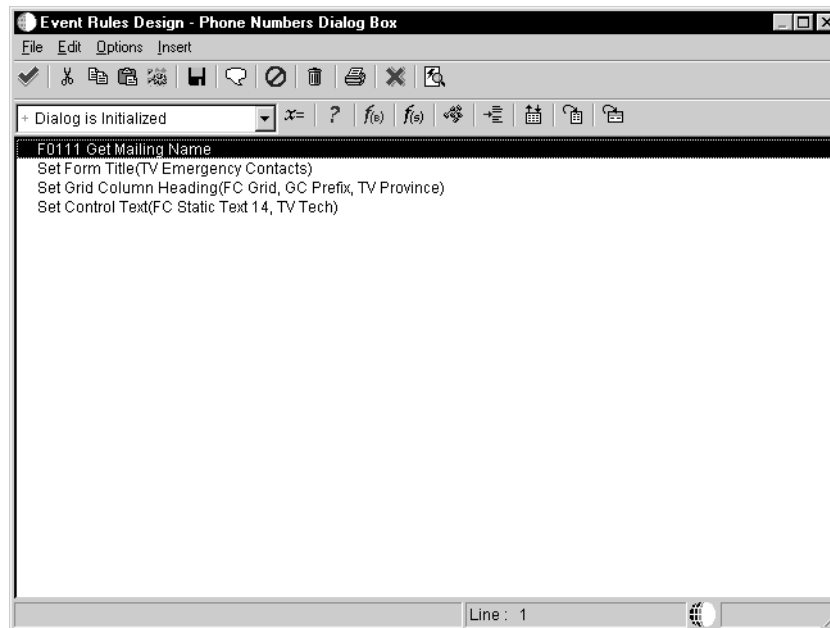 Event Rules Design - Phone Numbers Dialog Box
File Edit Options Insert
+ Dialog is Initialized x= ? f(B) f(S)
F0111 Get Mailing Name
Set Form Title(TV Emergency Contacts)
Set Grid Column Heading(FC Grid, GC Prefix, TV Province)
Set Control Text(FC Static Text 14, TV Tech)
Line : 1